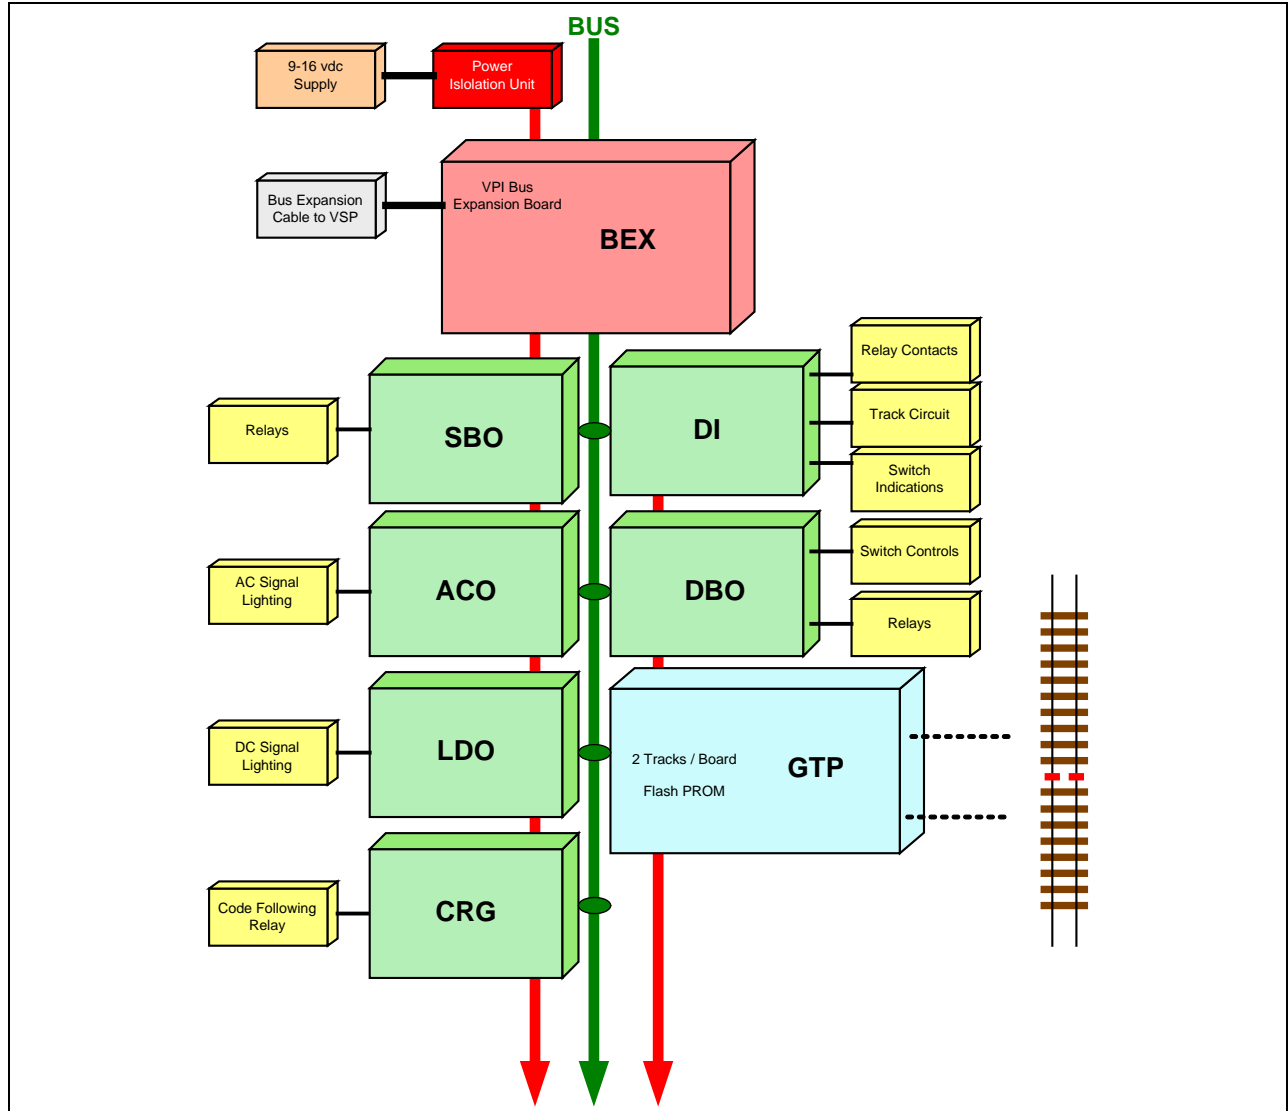 BUS
9-16 vdc
Supply
Power
Islolation Unit
Bus Expansion
Cable to VSP
VPI Bus
Expansion Board
BEX
Relays
SBO
DI
Relay Contacts
Track Circuit
Switch
Indications
AC Signal
Lighting
ACO
DBO
Switch Controls
Relays
DC Signal
Lighting
LDO
2 Tracks / Board
Flash PROM
GTP
Code Following
Relay
CRG